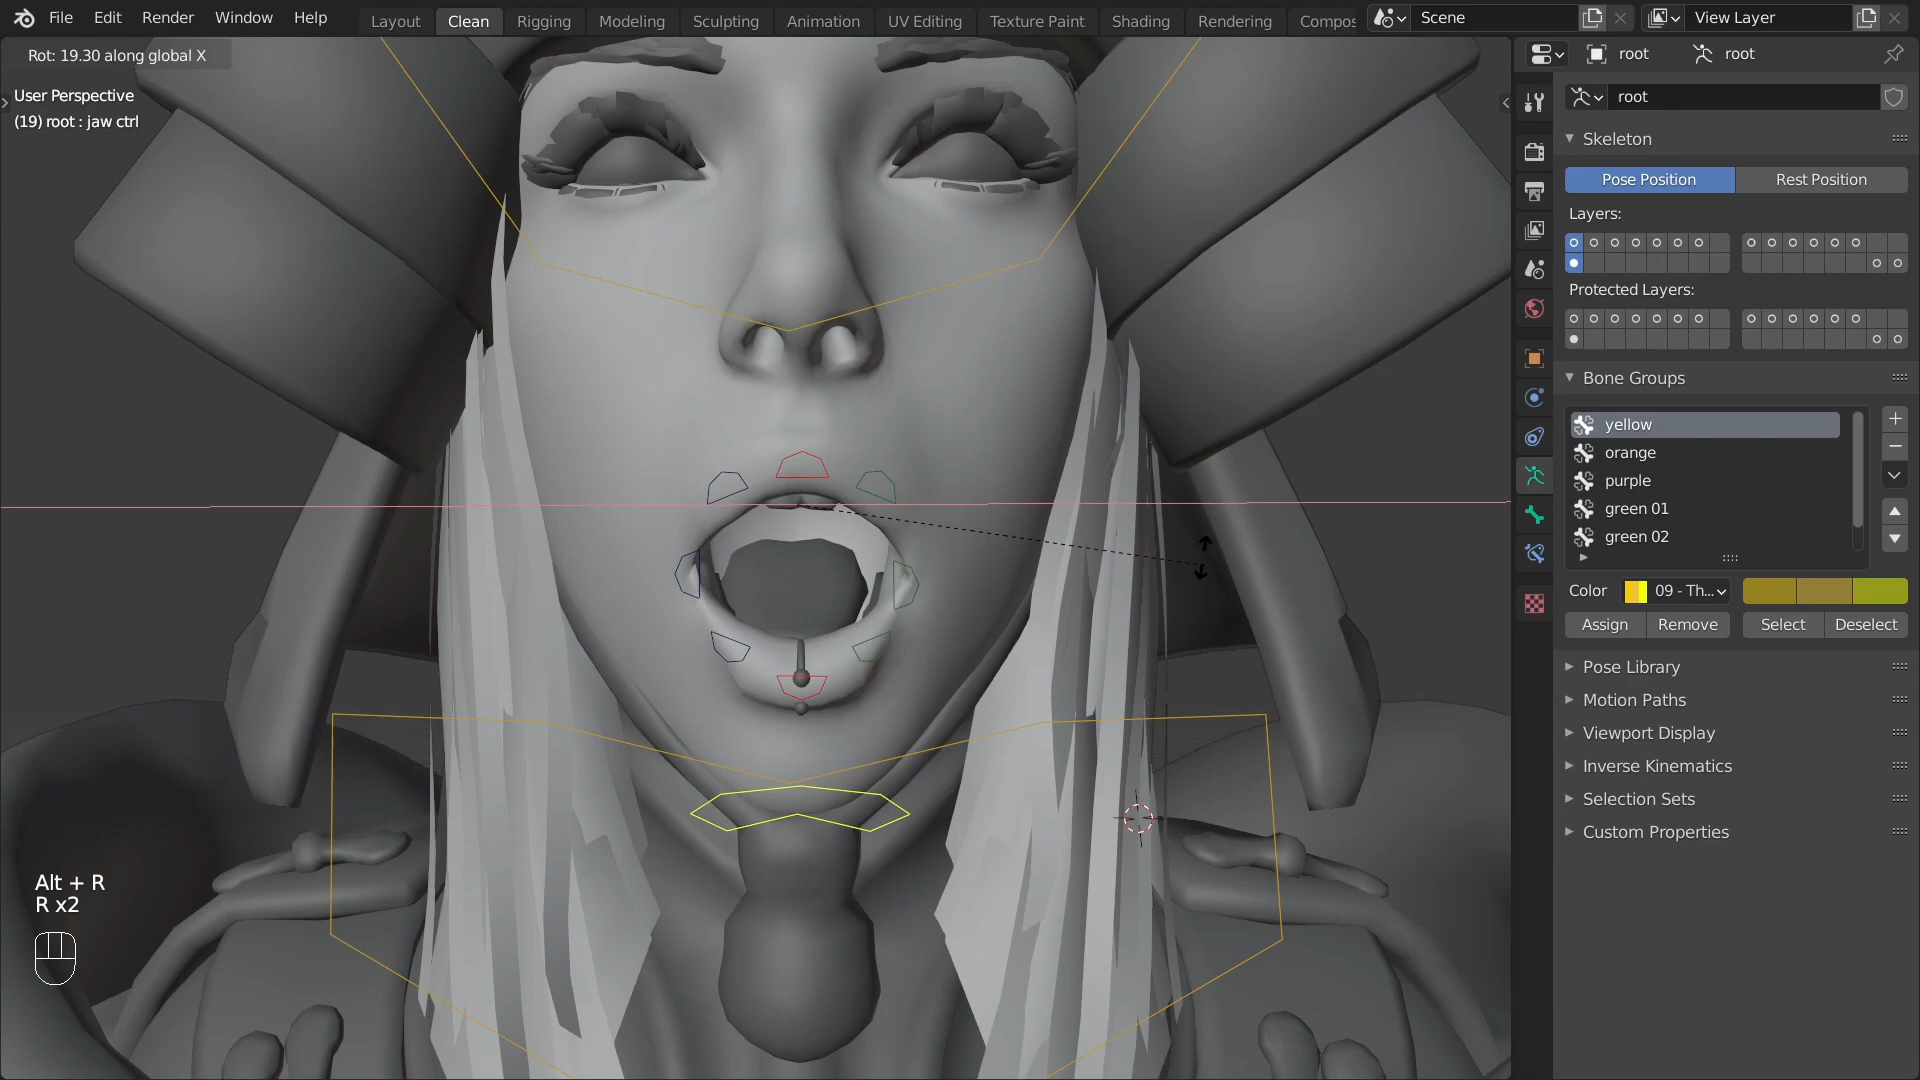 File Edit Render Window Help
Layout Clean Rigging Modeling Sculpting Animation UV Editing Texture Paint Shading Rendering Compos
Scene
View Layer
Rot: 19.30 along global X
User Perspective
(19) root : jaw ctrl
Alt + R
R x2
root root
root
Skeleton
Pose Position Rest Position
Layers:
Protected Layers:
Bone Groups
yellow
orange
purple
green 01
green 02
Color 09 - Th...
Assign Remove Select Deselect
Pose Library
Motion Paths
Viewport Display
Inverse Kinematics
Selection Sets
Custom Properties